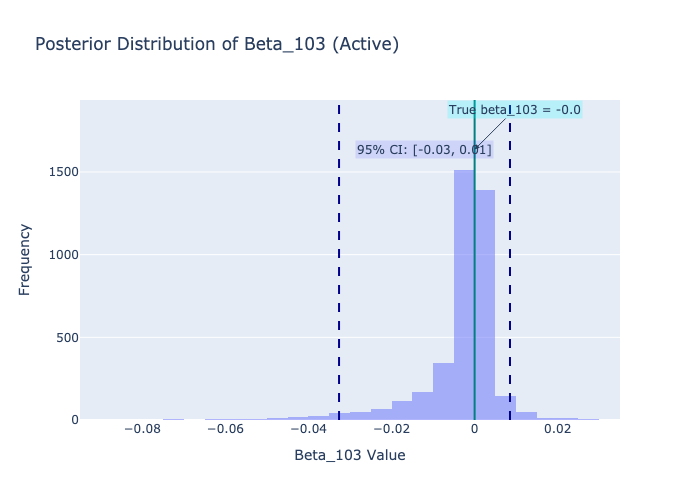 Posterior Distribution of Beta_103 (Active)
True beta_103 = -0.0
95% CI: [-0.03, 0.01]
1500
1000
500
0
Frequency
−0.08
−0.06
−0.04
−0.02
0
0.02
Beta_103 Value